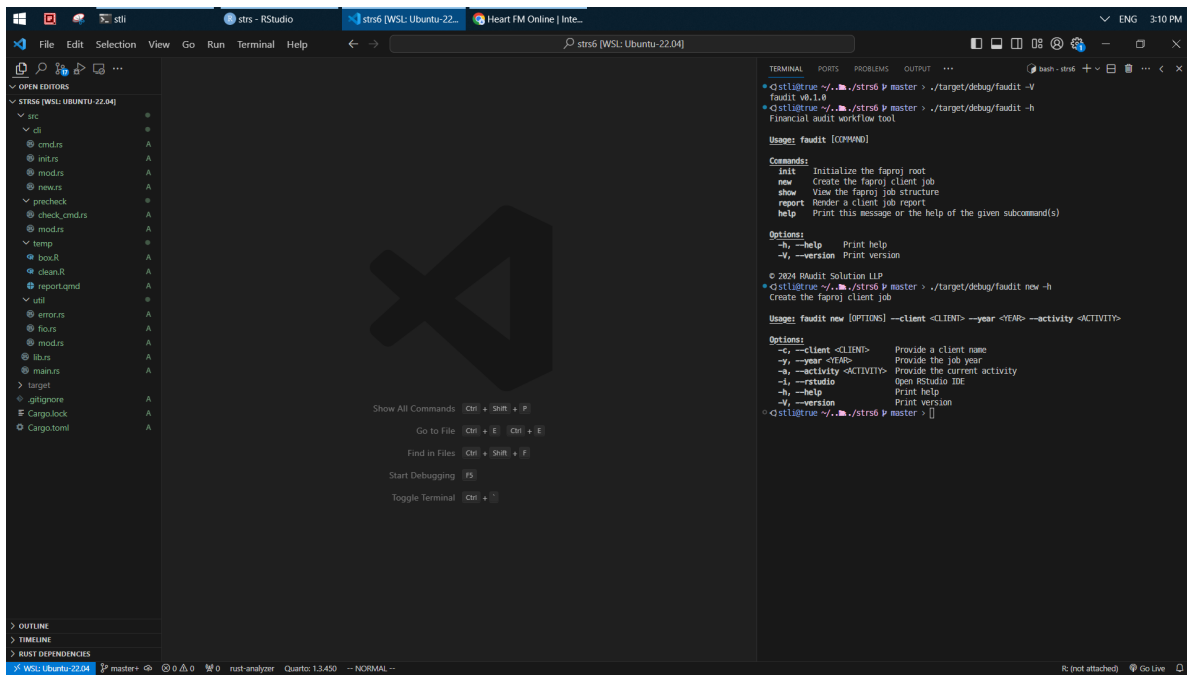 stli
strs - RStudio
strs6 [WSL: Ubuntu-22...
Heart FM Online | Inte...
ENG 3:10 PM
File Edit Selection View Go Run Terminal Help
strs6 [WSL: Ubuntu-22.04]
OPEN EDITORS
STRS6 [WSL: UBUNTU-22.04]
src
cli
cmd.rs A
init.rs A
mod.rs A
new.rs A
precheck
check_cmd.rs A
mod.rs A
temp
box.R A
clean.R A
report.qmd A
util
error.rs A
fio.rs A
mod.rs A
lib.rs A
main.rs A
target
.gitignore A
Cargo.lock A
Cargo.toml A
OUTLINE
TIMELINE
RUST DEPENDENCIES
Show All Commands Ctrl + Shift + P
Go to File Ctrl + E Ctrl + E
Find in Files Ctrl + Shift + F
Start Debugging F5
Toggle Terminal Ctrl + `
TERMINAL PORTS PROBLEMS OUTPUT ...
bash - strs6
stli@true ~/..../strs6 master > ./target/debug/faudit -V
faudit v0.1.0
stli@true ~/..../strs6 master > ./target/debug/faudit -h
Financial audit workflow tool
Usage: faudit [COMMAND]
Commands:
init Initialize the faproj root
new Create the faproj client job
show View the faproj job structure
report Render a client job report
help Print this message or the help of the given subcommand(s)
Options:
-h, --help Print help
-V, --version Print version
© 2024 RAudit Solution LLP
stli@true ~/..../strs6 master > ./target/debug/faudit new -h
Create the faproj client job
Usage: faudit new [OPTIONS] --client <CLIENT> --year <YEAR> --activity <ACTIVITY>
Options:
-c, --client <CLIENT> Provide a client name
-y, --year <YEAR> Provide the job year
-a, --activity <ACTIVITY> Provide the current activity
-i, --rstudio Open RStudio IDE
-h, --help Print help
-V, --version Print version
stli@true ~/..../strs6 master >
WSL: Ubuntu-22.04 master+ 0 0 0 rust-analyzer Quarto: 1.3.450 -- NORMAL -- R: (not attached) Go Live